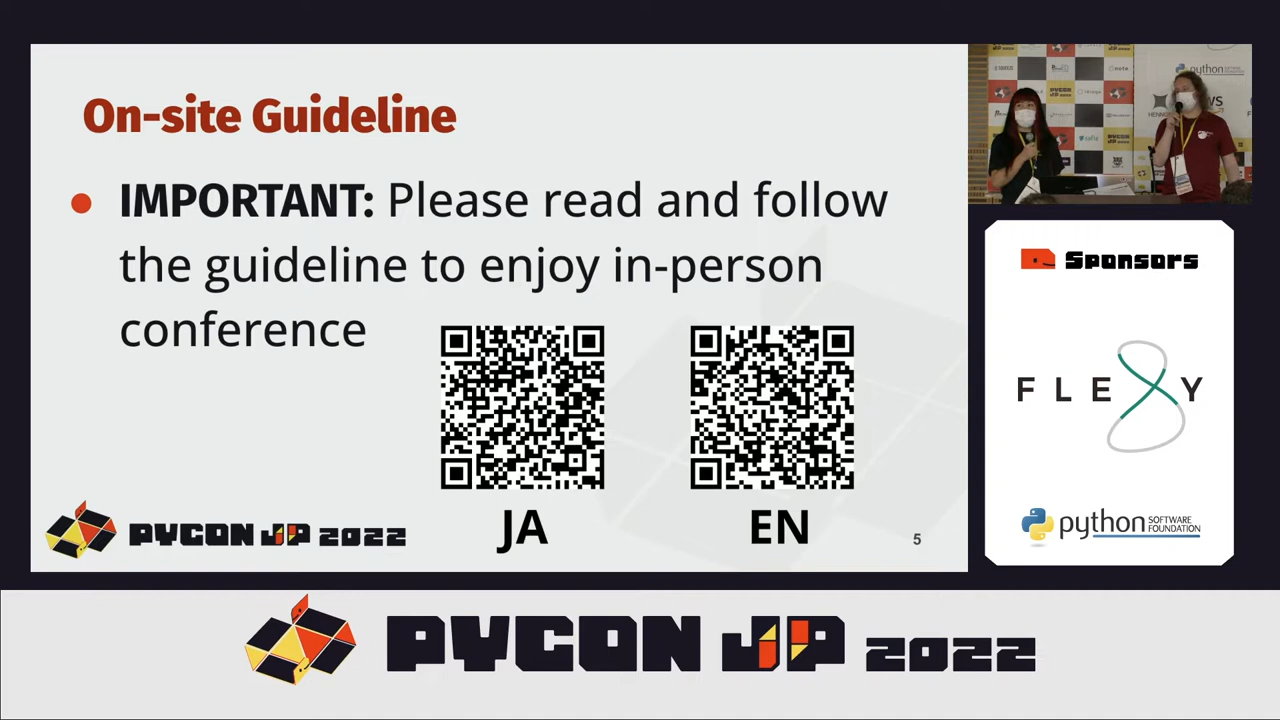 On-site Guideline
IMPORTANT: Please read and follow
the guideline to enjoy in-person
conference
JA
EN
PYCON JP 2022
5
python
Sponsors
FLEXY
python SOFTWARE
FOUNDATION
PYCON JP 2022